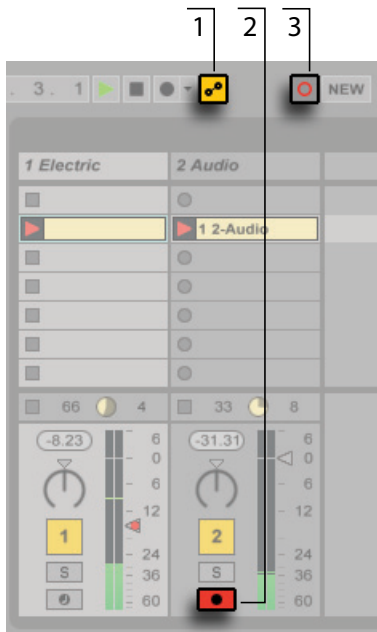 1 2 3
. 3. 1 NEW
1 Electric 2 Audio
1 2-Audio
66 4 33 8
-8.23 6 -31.31 6
0 0
6 6
12 12
1 2
24 24
S 36 S 36
60 60